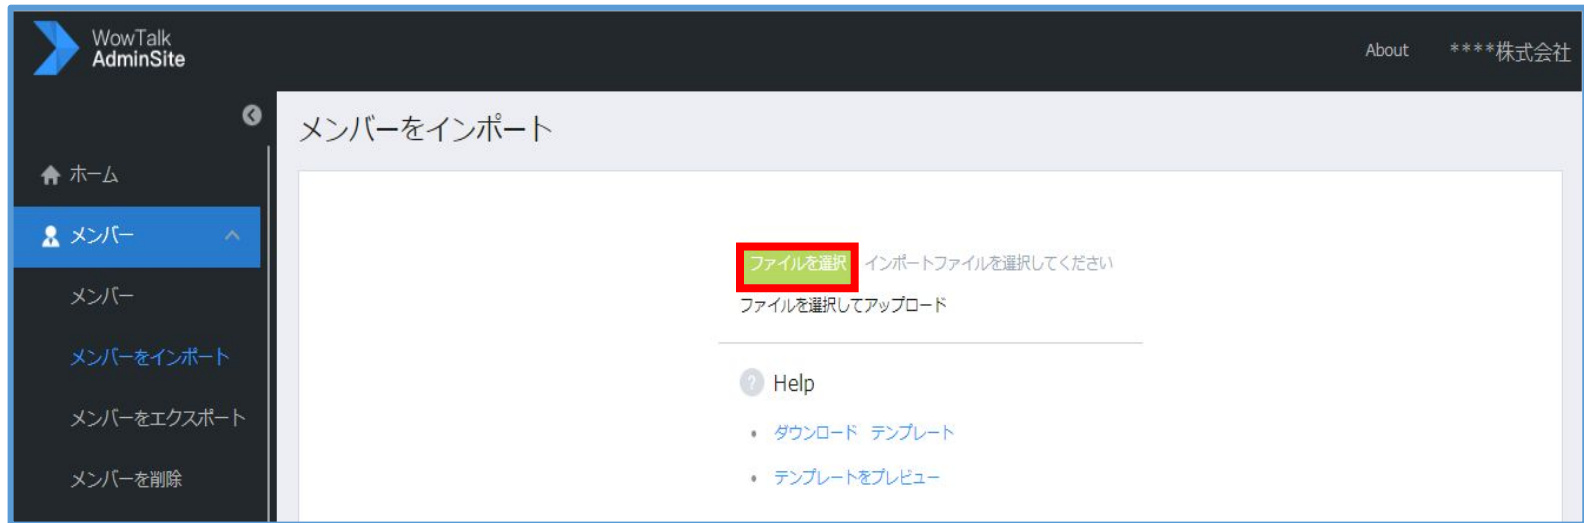 WowTalk
AdminSite
About ****株式会社
メンバーをインポート
ホーム
メンバー
メンバー
メンバーをインポート
メンバーをエクスポート
メンバーを削除
ファイルを選択 インポートファイルを選択してください
ファイルを選択してアップロード
? Help
• ダウンロード テンプレート
• テンプレートをプレビュー